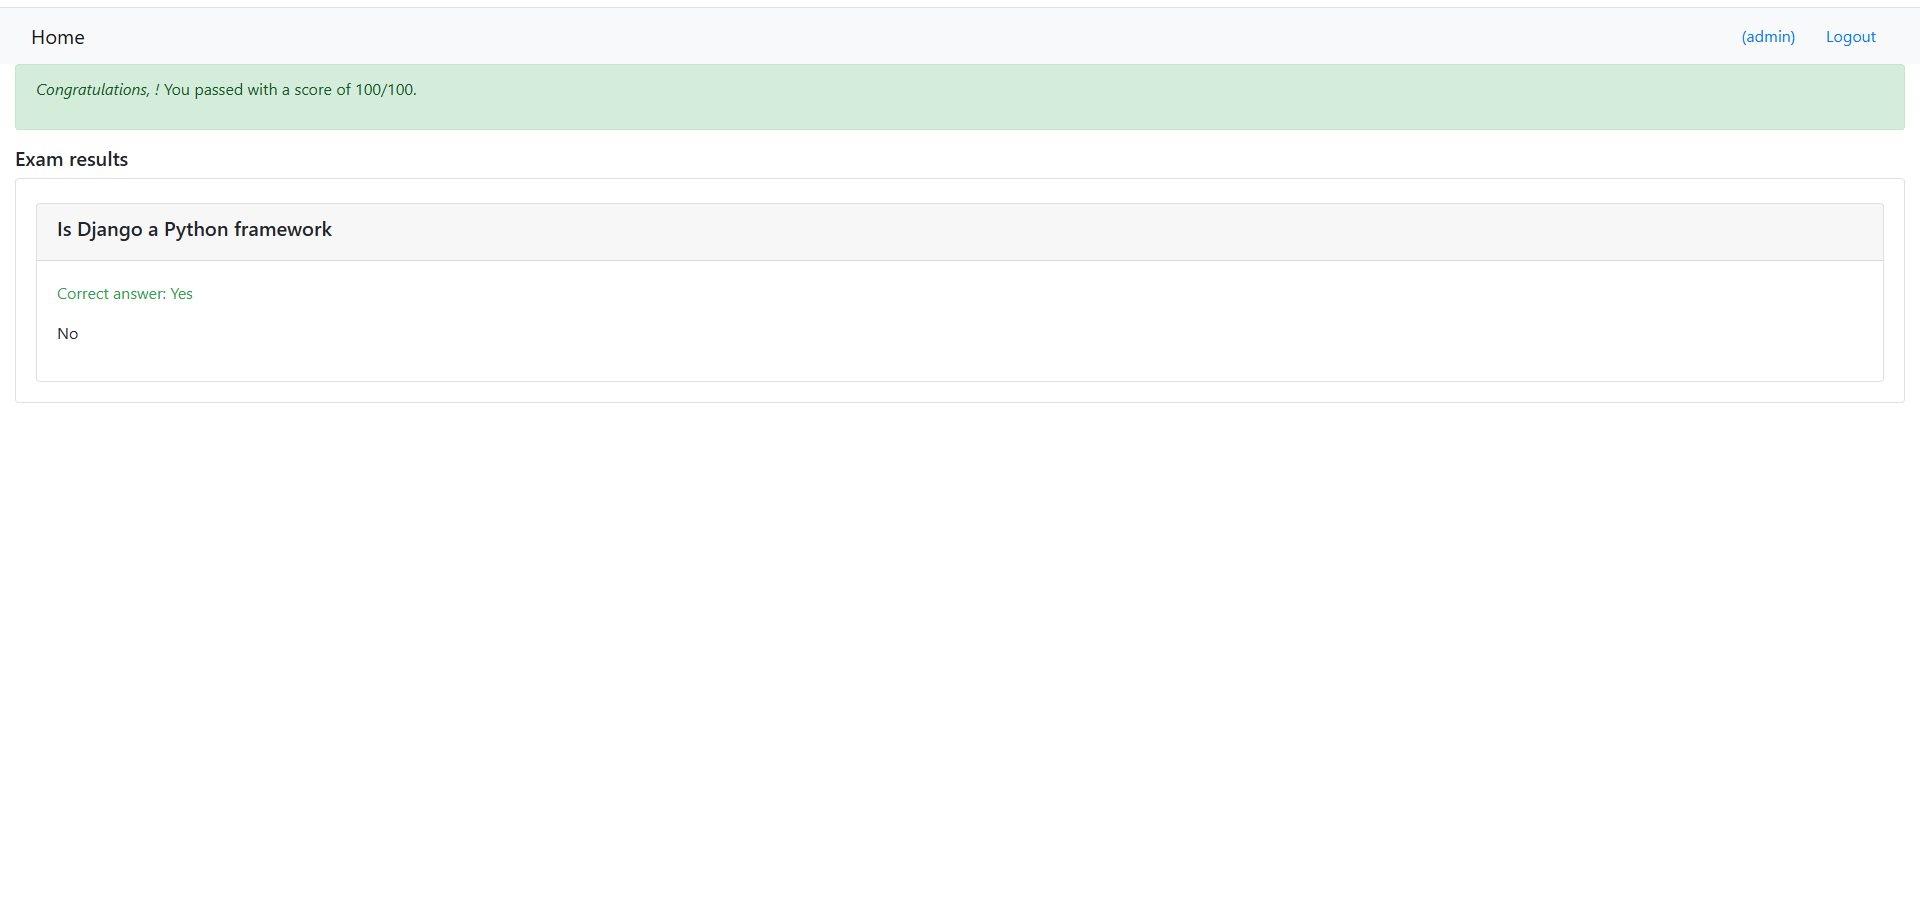 Home
(admin) Logout
Congratulations, ! You passed with a score of 100/100.
Exam results
Is Django a Python framework
Correct answer: Yes
No